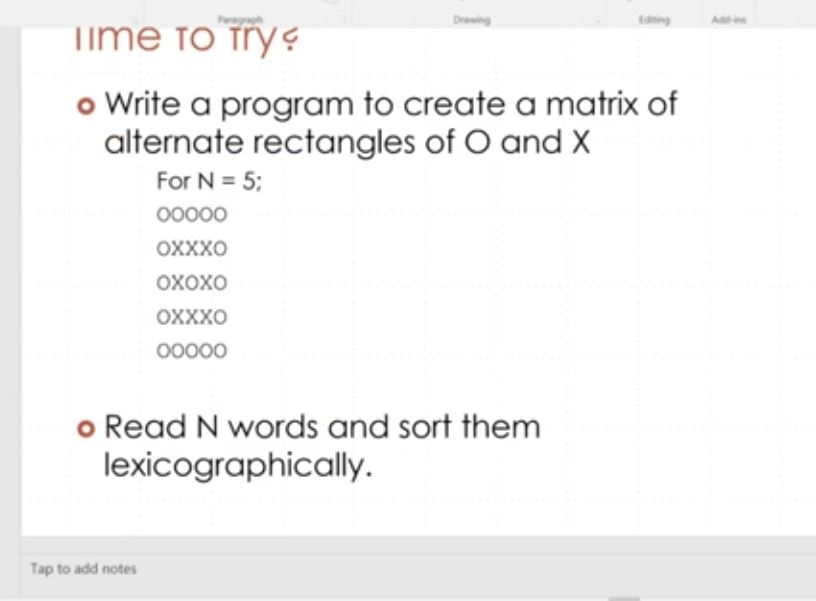 Paragraph Drawing Editing Add-ins
Time to try?
Write a program to create a matrix of
alternate rectangles of O and X
For N = 5;
OOOOO
OXXXO
OXOXO
OXXXO
OOOOO
Read N words and sort them
lexicographically.
Tap to add notes